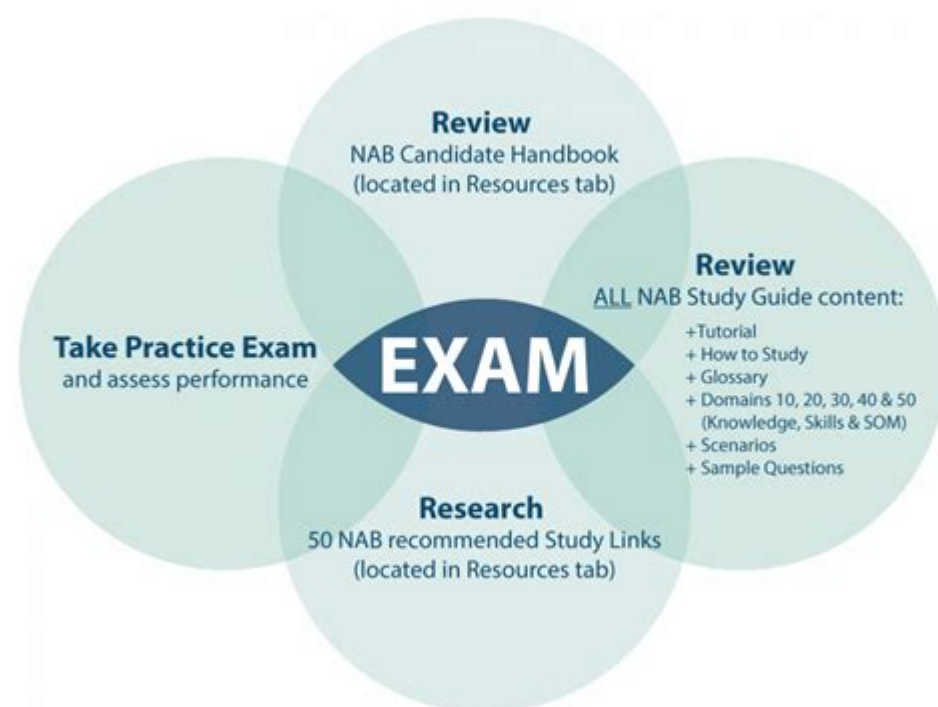 Review
NAB Candidate Handbook
(located in Resources tab)
Review
ALL NAB Study Guide content:
+Tutorial
+ How to Study
+ Glossary
+ Domains 10, 20, 30, 40 & 50
(Knowledge, Skills & SOM)
+ Scenarios
+ Sample Questions
Take Practice Exam
and assess performance
EXAM
Research
50 NAB recommended Study Links
(located in Resources tab)